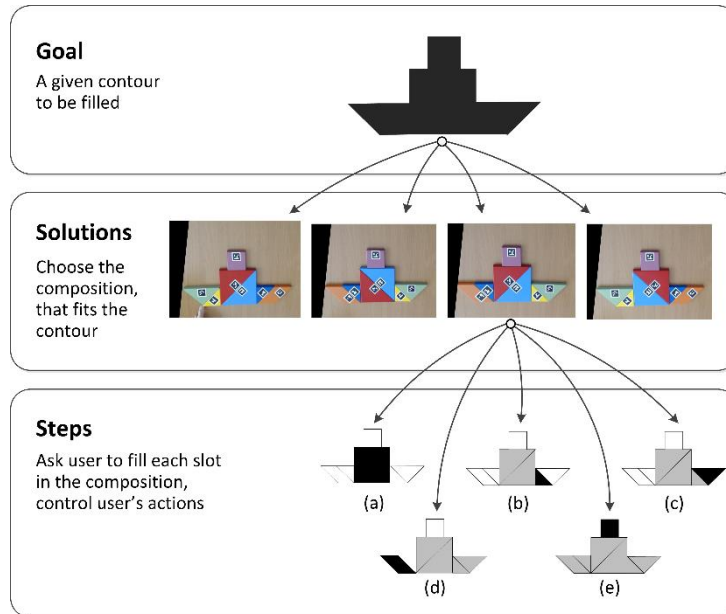 Goal
A given contour
to be filled
Solutions
Choose the
composition,
that fits the
contour
Steps
Ask user to fill each slot
in the composition,
control user's actions
(a)
(b)
(c)
(d)
(e)